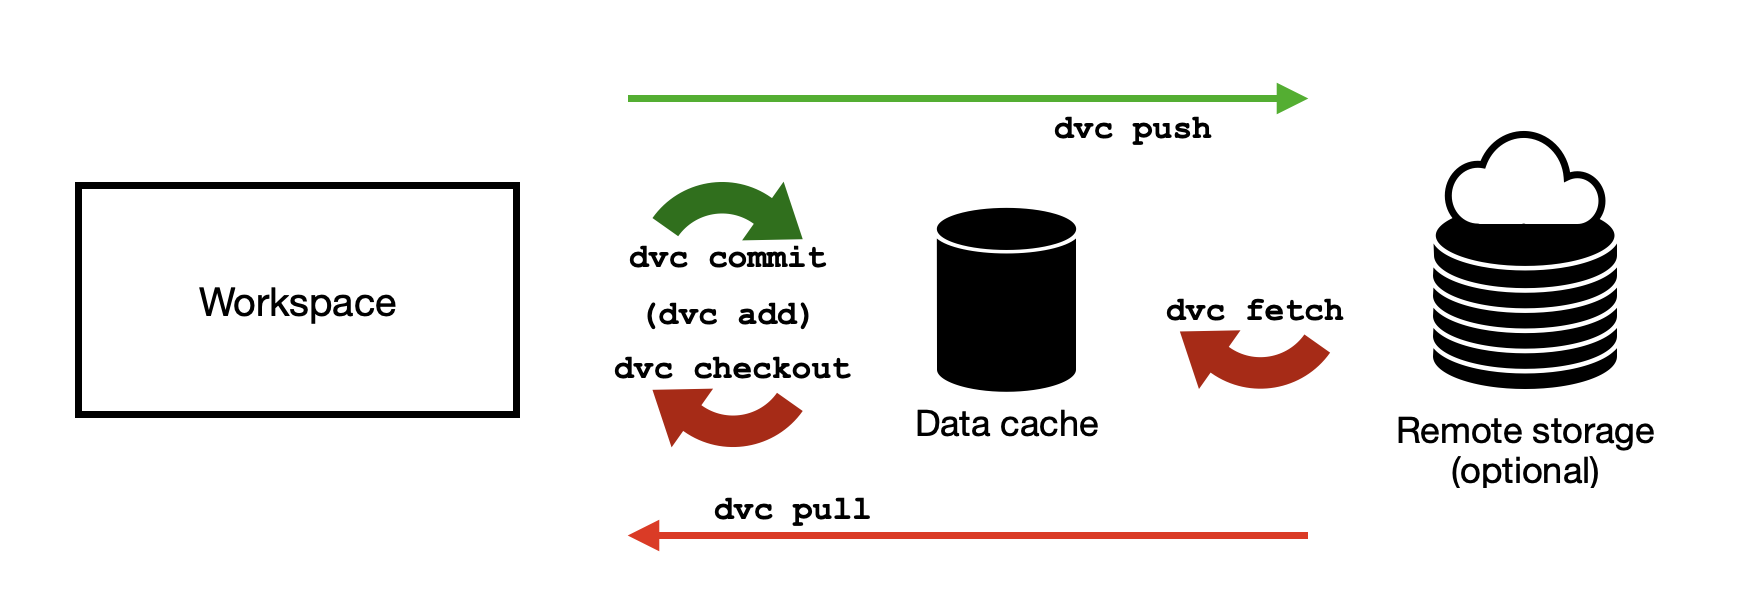 dvc push
Workspace
dvc commit
(dvc add)
dvc checkout
Data cache
dvc fetch
Remote storage
(optional)
dvc pull